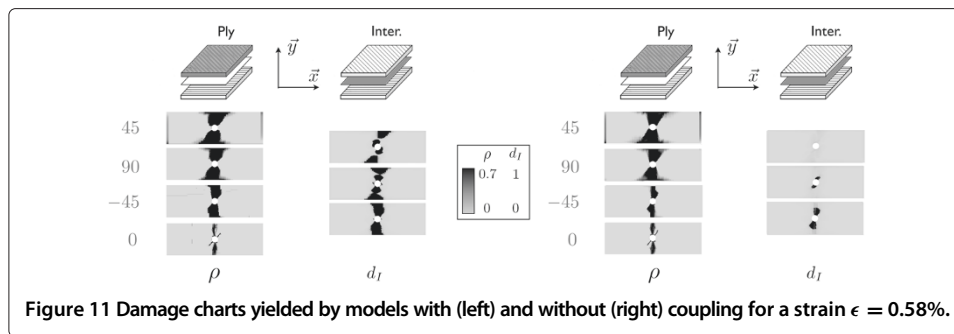 Ply
Inter.
Ply
Inter.
y⃗
x⃗
y⃗
x⃗
45
90
−45
0
ρ d_I
0.7 1
0 0
45
90
−45
0
ρ
d_I
ρ
d_I
Figure 11 Damage charts yielded by models with (left) and without (right) coupling for a strain ϵ = 0.58%.